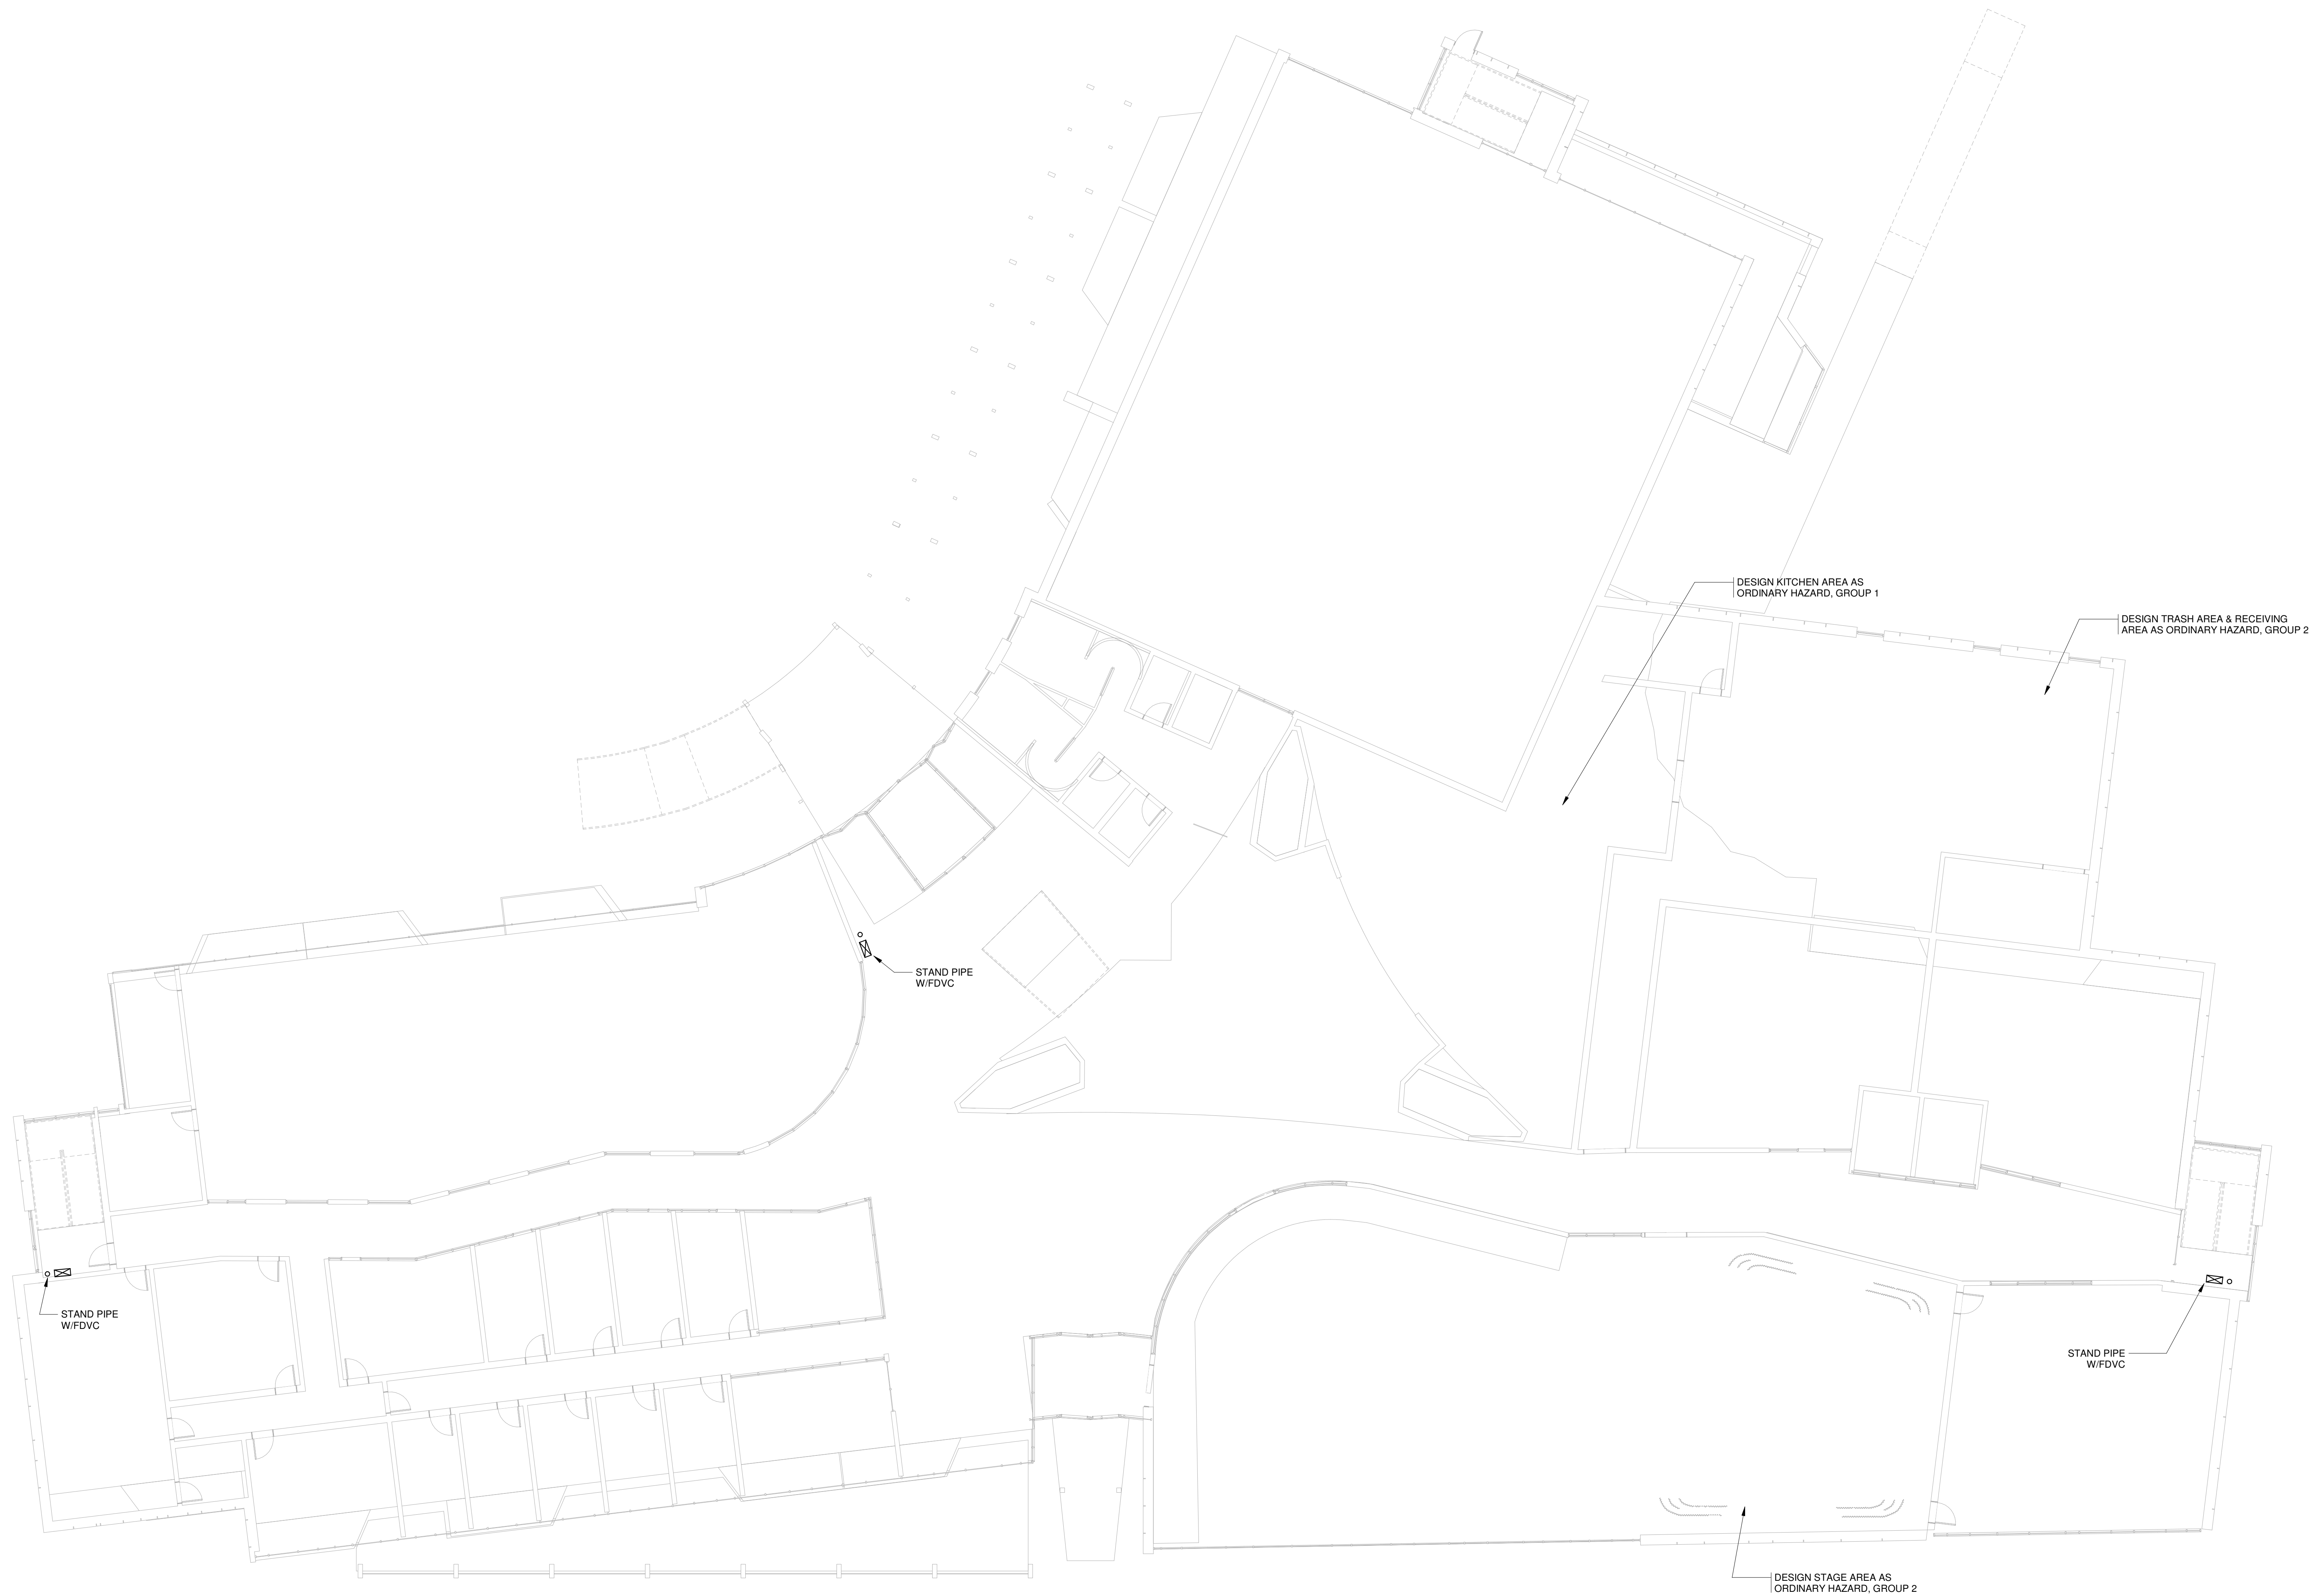 DESIGN KITCHEN AREA AS
ORDINARY HAZARD, GROUP 1
DESIGN TRASH AREA & RECEIVING
AREA AS ORDINARY HAZARD, GROUP 2
STAND PIPE
W/FDVC
STAND PIPE
W/FDVC
STAND PIPE
W/FDVC
DESIGN STAGE AREA AS
ORDINARY HAZARD, GROUP 2